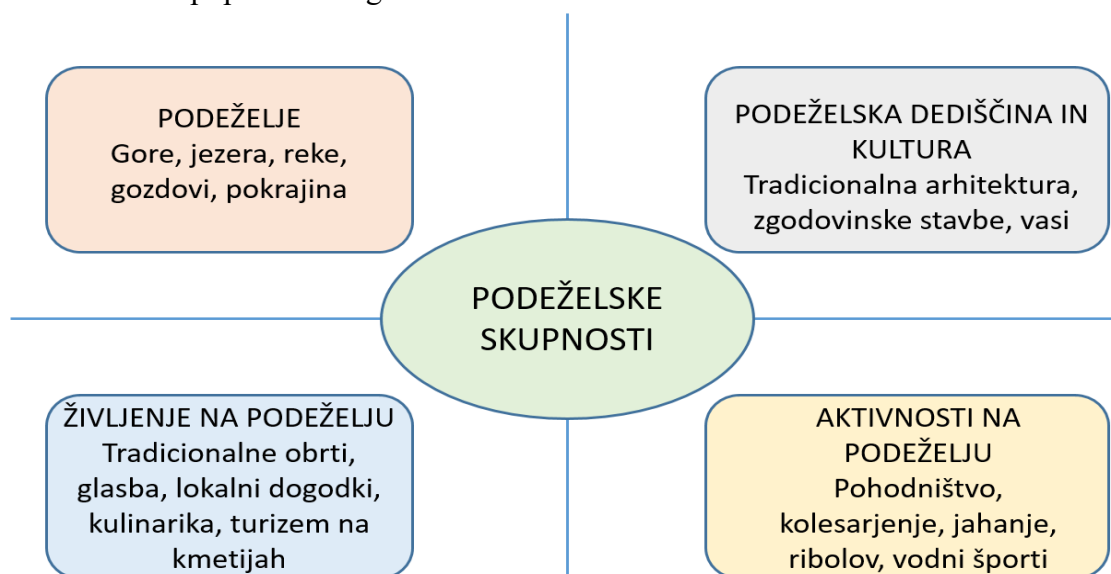 PODEŽELJE
Gore, jezera, reke,
gozdovi, pokrajina
PODEŽELSKA DEDIŠČINA IN
KULTURA
Tradicionalna arhitektura,
zgodovinske stavbe, vasi
PODEŽELSKE
SKUPNOSTI
ŽIVLJENJE NA PODEŽELJU
Tradicionalne obrti,
glasba, lokalni dogodki,
kulinarika, turizem na
kmetijah
AKTIVNOSTI NA
PODEŽELJU
Pohodništvo,
kolesarjenje, jahanje,
ribolov, vodni športi